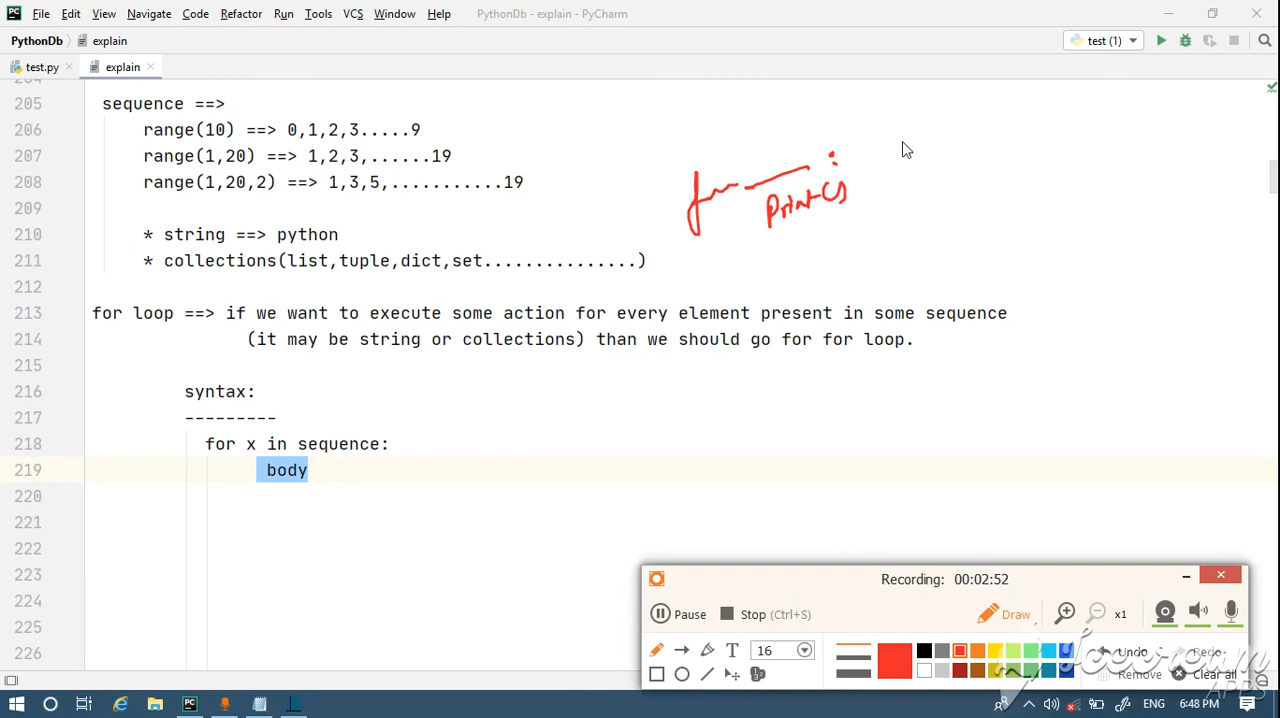 File Edit View Navigate Code Refactor Run Tools VCS Window Help PythonDb - explain - PyCharm
PythonDb explain test (1)
test.py explain
204
205 sequence ==>
206 range(10) ==> 0,1,2,3.....9
207 range(1,20) ==> 1,2,3,......19
208 range(1,20,2) ==> 1,3,5,...........19
209
for :
print()
210 * string ==> python
211 * collections(list,tuple,dict,set...............)
212
213 for loop ==> if we want to execute some action for every element present in some sequence
214 (it may be string or collections) than we should go for for loop.
215
216 syntax:
217 ---------
218 for x in sequence:
219 body
220
221
222
223
224
225
226
Recording: 00:02:52
Pause Stop (Ctrl+S) Draw x1
T 16 Undo Redo
Remove Clear all
Icecream
APPS
ENG 6:48 PM